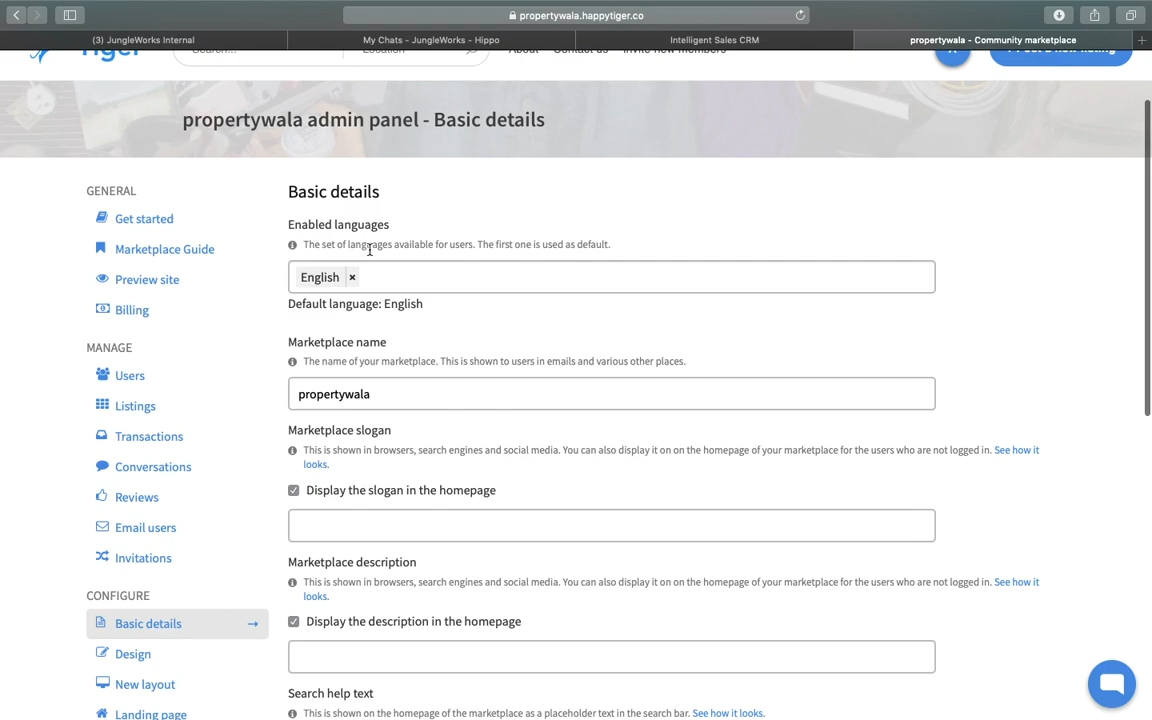 propertywala.happytiger.co
(3) JungleWorks Internal
My Chats - JungleWorks - Hippo
Intelligent Sales CRM
propertywala - Community marketplace
Tiger
Search...
Location
About
Contact us
Invite new members
propertywala admin panel - Basic details
GENERAL
Get started
Marketplace Guide
Preview site
Billing
MANAGE
Users
Listings
Transactions
Conversations
Reviews
Email users
Invitations
CONFIGURE
Basic details →
Design
New layout
Landing page
Basic details
Enabled languages
The set of languages available for users. The first one is used as default.
English ×
Default language: English
Marketplace name
The name of your marketplace. This is shown to users in emails and various other places.
propertywala
Marketplace slogan
This is shown in browsers, search engines and social media. You can also display it on on the homepage of your marketplace for the users who are not logged in. See how it
looks.
Display the slogan in the homepage
Marketplace description
This is shown in browsers, search engines and social media. You can also display it on on the homepage of your marketplace for the users who are not logged in. See how it
looks.
Display the description in the homepage
Search help text
This is shown on the homepage of the marketplace as a placeholder text in the search bar. See how it looks.